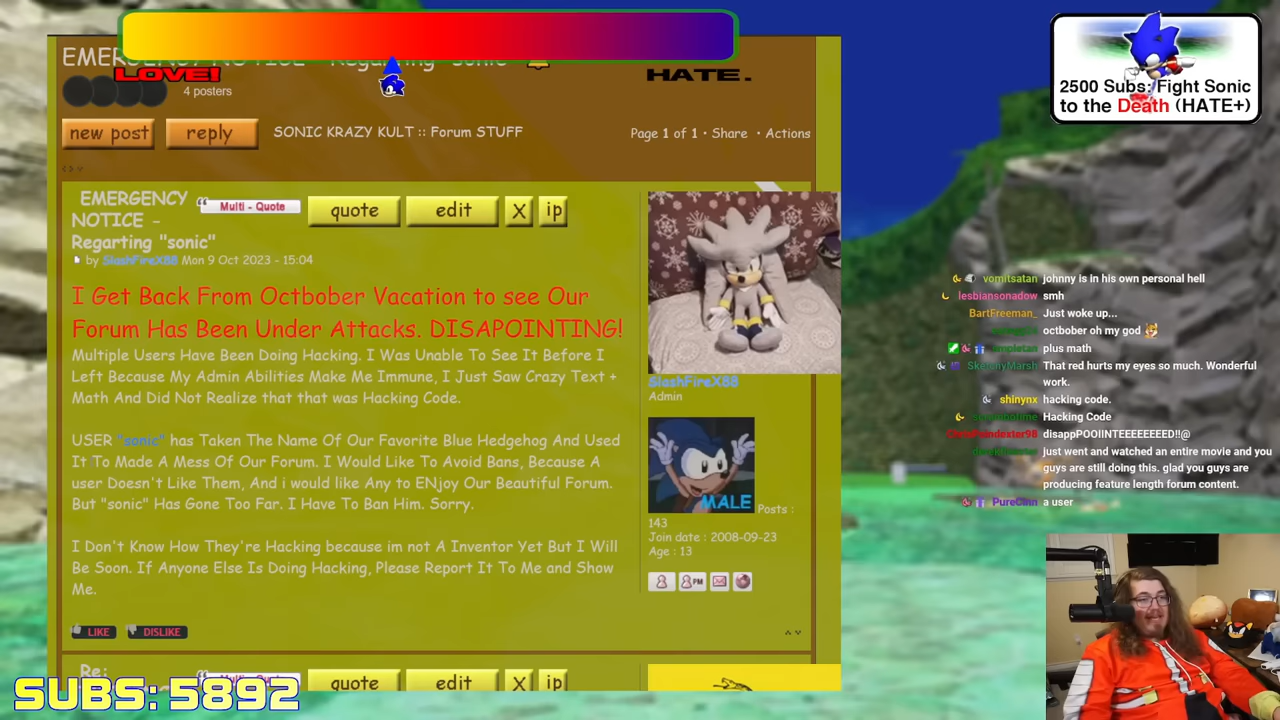 EMERGENCY NOTICE - Regarting "sonic"
LOVE!
HATE.
4 posters
new post
reply
SONIC KRAZY KULT :: Forum STUFF
Page 1 of 1 • Share • Actions
EMERGENCY NOTICE - Regarting "sonic"
Multi - Quote
quote
edit
X
ip
by SlashFireX88 Mon 9 Oct 2023 - 15:04
I Get Back From Octbober Vacation to see Our
Forum Has Been Under Attacks. DISAPOINTING!
Multiple Users Have Been Doing Hacking. I Was Unable To See It Before I
Left Because My Admin Abilities Make Me Immune, I Just Saw Crazy Text +
Math And Did Not Realize that that was Hacking Code.
USER "sonic" has Taken The Name Of Our Favorite Blue Hedgehog And Used
It To Made A Mess Of Our Forum. I Would Like To Avoid Bans, Because A
user Doesn't Like Them, And i would like Any to ENjoy Our Beautiful Forum.
But "sonic" Has Gone Too Far. I Have To Ban Him. Sorry.
I Don't Know How They're Hacking because im not A Inventor Yet But I Will
Be Soon. If Anyone Else Is Doing Hacking, Please Report It To Me and Show
Me.
LIKE
DISLIKE
SlashFireX88
Admin
MALE
Posts :
143
Join date : 2008-09-23
Age : 13
PM
Re:
quote
edit
X
ip
SUBS: 5892
2500 Subs: Fight Sonic
to the Death (HATE+)
vomitsatan johnny is in his own personal hell
lesbiansonadow smh
BartFreeman_ Just woke up...
octbober oh my god
plus math
SkehnyMarsh That red hurts my eyes so much. Wonderful
work.
shinynx hacking code.
Hacking Code
disappPOOIINTEEEEEEED!!@
just went and watched an entire movie and you
guys are still doing this. glad you guys are
producing feature length forum content.
PureCinn a user